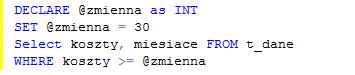 DECLARE @zmienna as INT
SET @zmienna = 30
Select koszty, miesiace FROM t_dane
WHERE koszty >= @zmienna